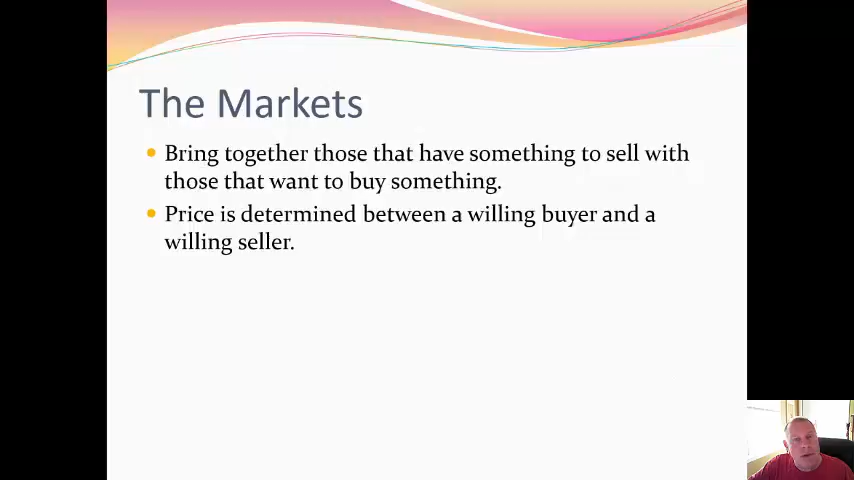 The Markets
Bring together those that have something to sell with
those that want to buy something.
Price is determined between a willing buyer and a
willing seller.